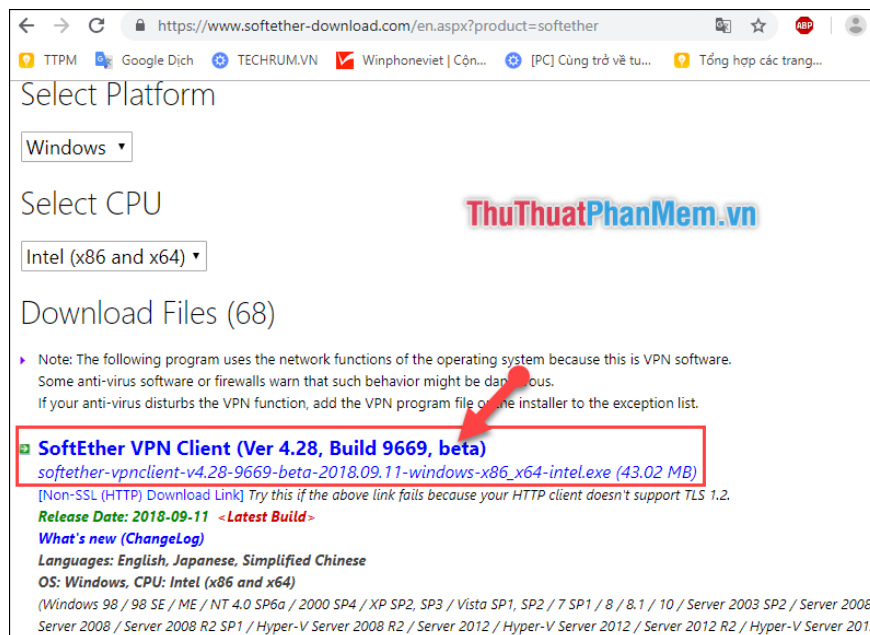 https://www.softether-download.com/en.aspx?product=softether
ABP
TTPM Google Dịch TECHRUM.VN Winphoneviet | Cộn... [PC] Cùng trở về tu... Tổng hợp các trang...
Select Platform
Windows
Select CPU
ThuThuatPhanMem.vn
Intel (x86 and x64)
Download Files (68)
Note: The following program uses the network functions of the operating system because this is VPN software.
Some anti-virus software or firewalls warn that such behavior might be dangerous.
If your anti-virus disturbs the VPN function, add the VPN program file or the installer to the exception list.
SoftEther VPN Client (Ver 4.28, Build 9669, beta)
softether-vpnclient-v4.28-9669-beta-2018.09.11-windows-x86_x64-intel.exe (43.02 MB)
[Non-SSL (HTTP) Download Link] Try this if the above link fails because your HTTP client doesn't support TLS 1.2.
Release Date: 2018-09-11 <Latest Build>
What's new (ChangeLog)
Languages: English, Japanese, Simplified Chinese
OS: Windows, CPU: Intel (x86 and x64)
(Windows 98 / 98 SE / ME / NT 4.0 SP6a / 2000 SP4 / XP SP2, SP3 / Vista SP1, SP2 / 7 SP1 / 8 / 8.1 / 10 / Server 2003 SP2 / Server 2008
Server 2008 / Server 2008 R2 SP1 / Hyper-V Server 2008 R2 / Server 2012 / Hyper-V Server 2012 / Server 2012 R2 / Hyper-V Server 201